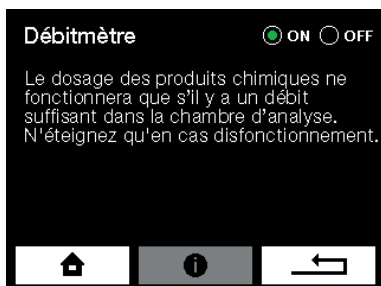 Débitmètre ON OFF
Le dosage des produits chimiques ne
fonctionnera que s'il y a un débit
suffisant dans la chambre d'analyse.
N'éteignez qu'en cas disfonctionnement.